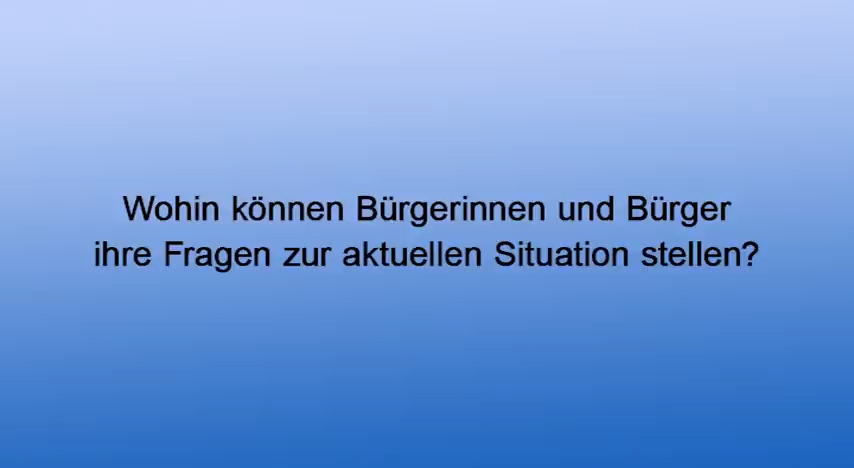 Wohin können Bürgerinnen und Bürger
ihre Fragen zur aktuellen Situation stellen?